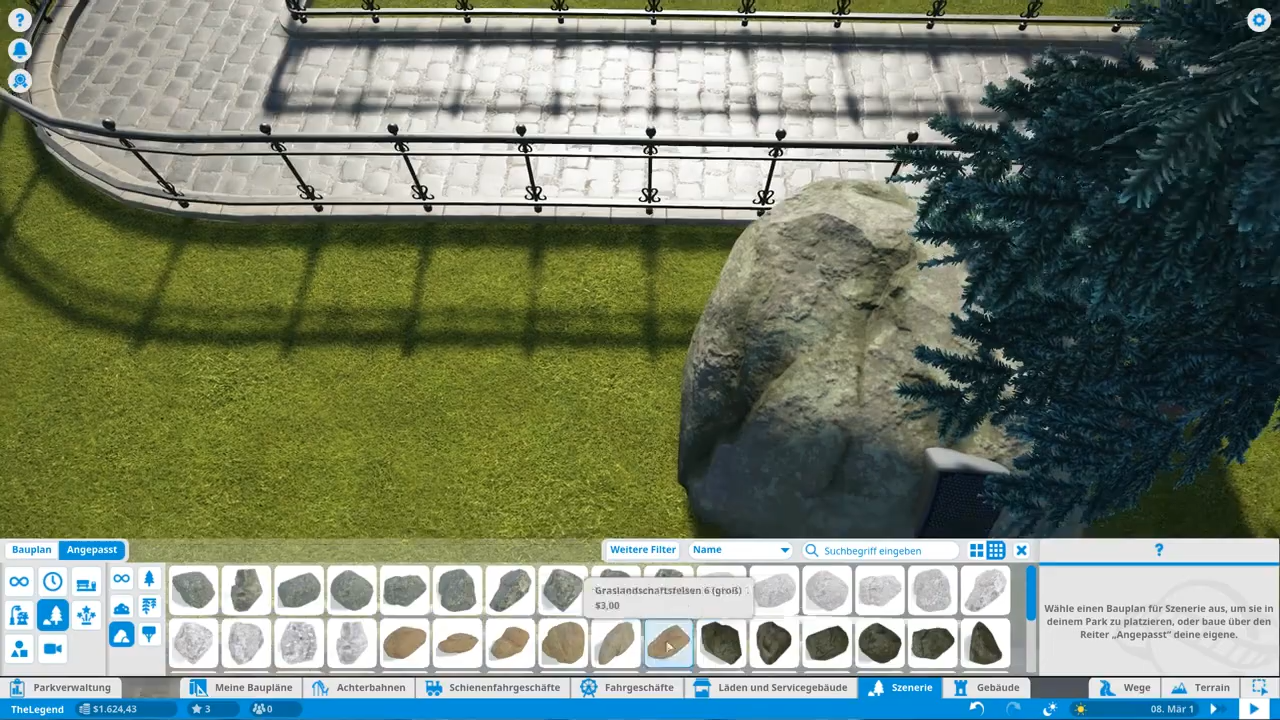 Bauplan Angepasst Weitere Filter Name Suchbegriff eingeben ?
Graslandschaftsfelsen 6 (groß)
$3,00
Wähle einen Bauplan für Szenerie aus, um sie in
deinem Park zu platzieren, oder baue über den
Reiter „Angepasst" deine eigene.
Parkverwaltung Meine Baupläne Achterbahnen Schienenfahrgeschäfte Fahrgeschäfte Läden und Servicegebäude Szenerie Gebäude Wege Terrain
TheLegend $1.624,43 3 0 08. Mär 1